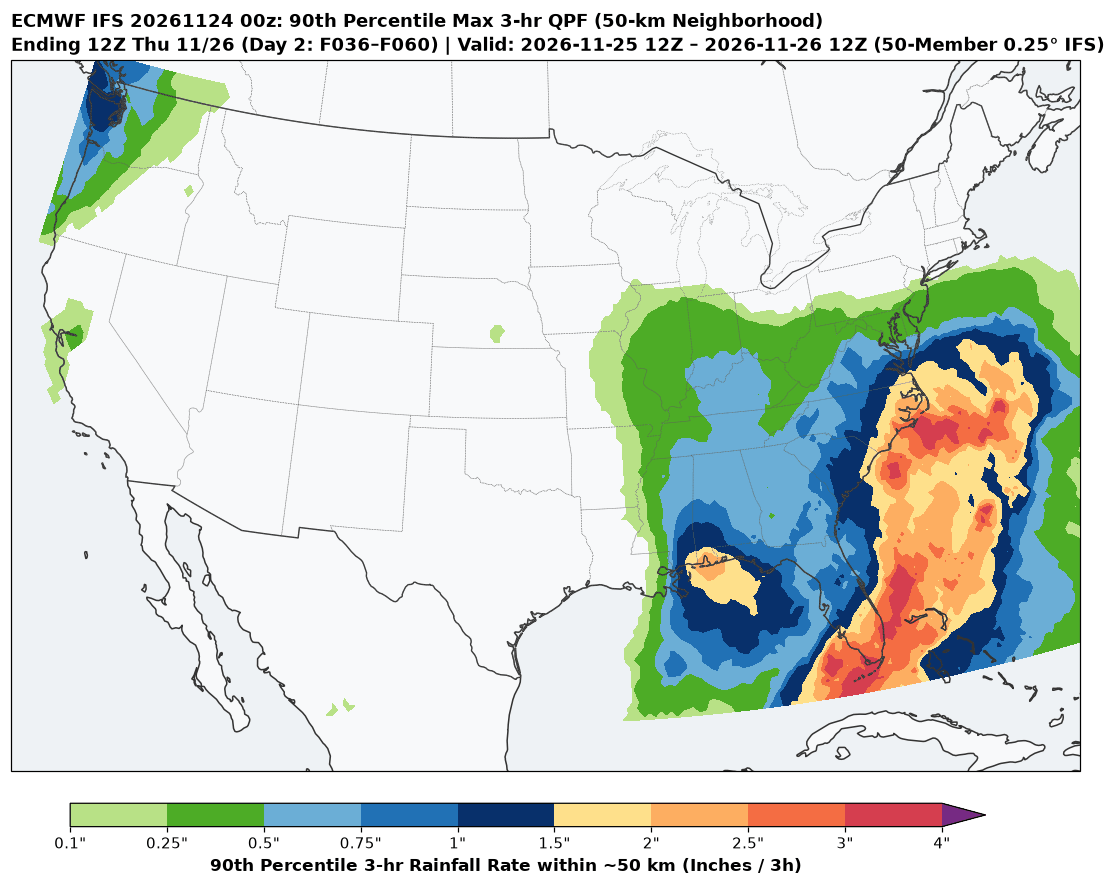 ECMWF IFS 20261124 00z: 90th Percentile Max 3-hr QPF (50-km Neighborhood)
Ending 12Z Thu 11/26 (Day 2: F036–F060) | Valid: 2026-11-25 12Z – 2026-11-26 12Z (50-Member 0.25° IFS)
0.1" 0.25" 0.5" 0.75" 1" 1.5" 2" 2.5" 3" 4"
90th Percentile 3-hr Rainfall Rate within ~50 km (Inches / 3h)